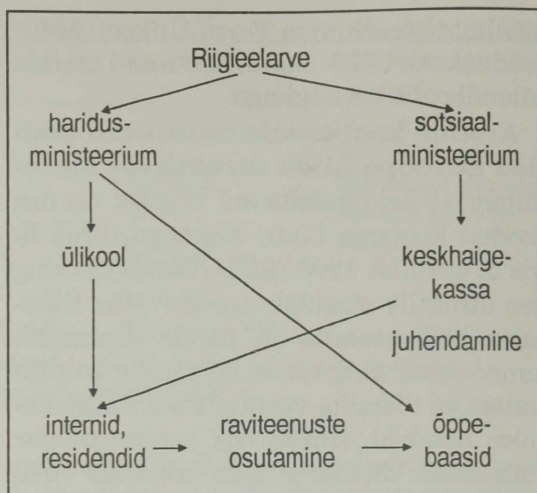 Riigieelarve
haridus-
ministeerium
sotsiaal-
ministeerium
ülikool
keskhaige-
kassa
juhendamine
internid,
residendid
raviteenuste
osutamine
õppe-
baasid